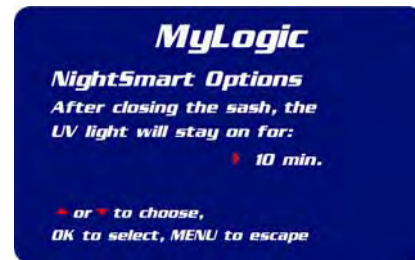 MyLogic
NightSmart Options
After closing the sash, the
UV light will stay on for:
10 min.
or to choose,
OK to select, MENU to escape